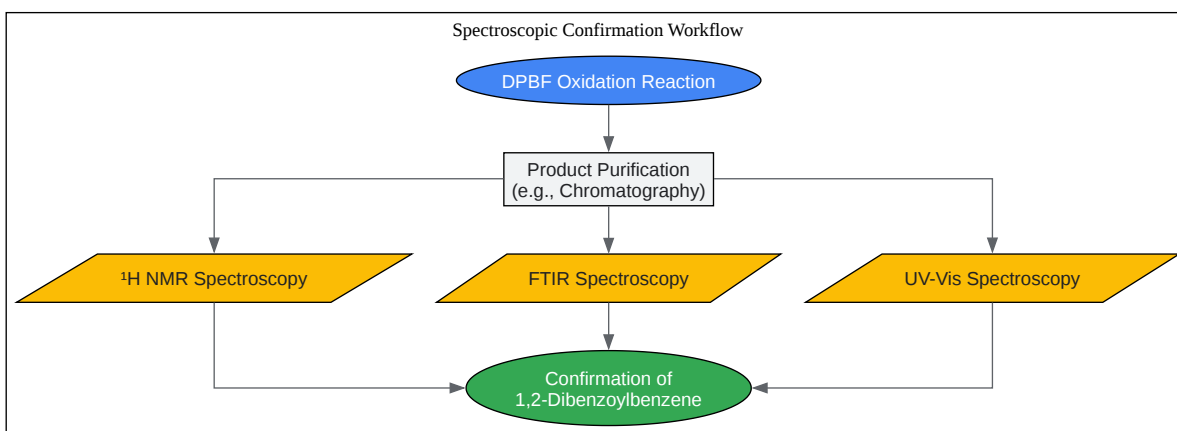 Spectroscopic Confirmation Workflow
DPBF Oxidation Reaction
Product Purification
(e.g., Chromatography)
¹H NMR Spectroscopy
FTIR Spectroscopy
UV-Vis Spectroscopy
Confirmation of
1,2-Dibenzoylbenzene